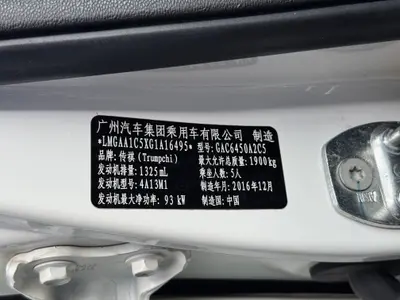 广州汽车集团乘用车有限公司 制造
*LMGAA1C5XG1A16495* 型号: GAC6450A2C5
品牌: 传祺 (Trumpchi) 最大允许总质量: 1900kg
发动机排量: 1325mL 乘坐人数: 5人
发动机型号: 4A13M1 制造年月: 2016年12月
发动机最大净功率: 93 kW 制造国: 中国